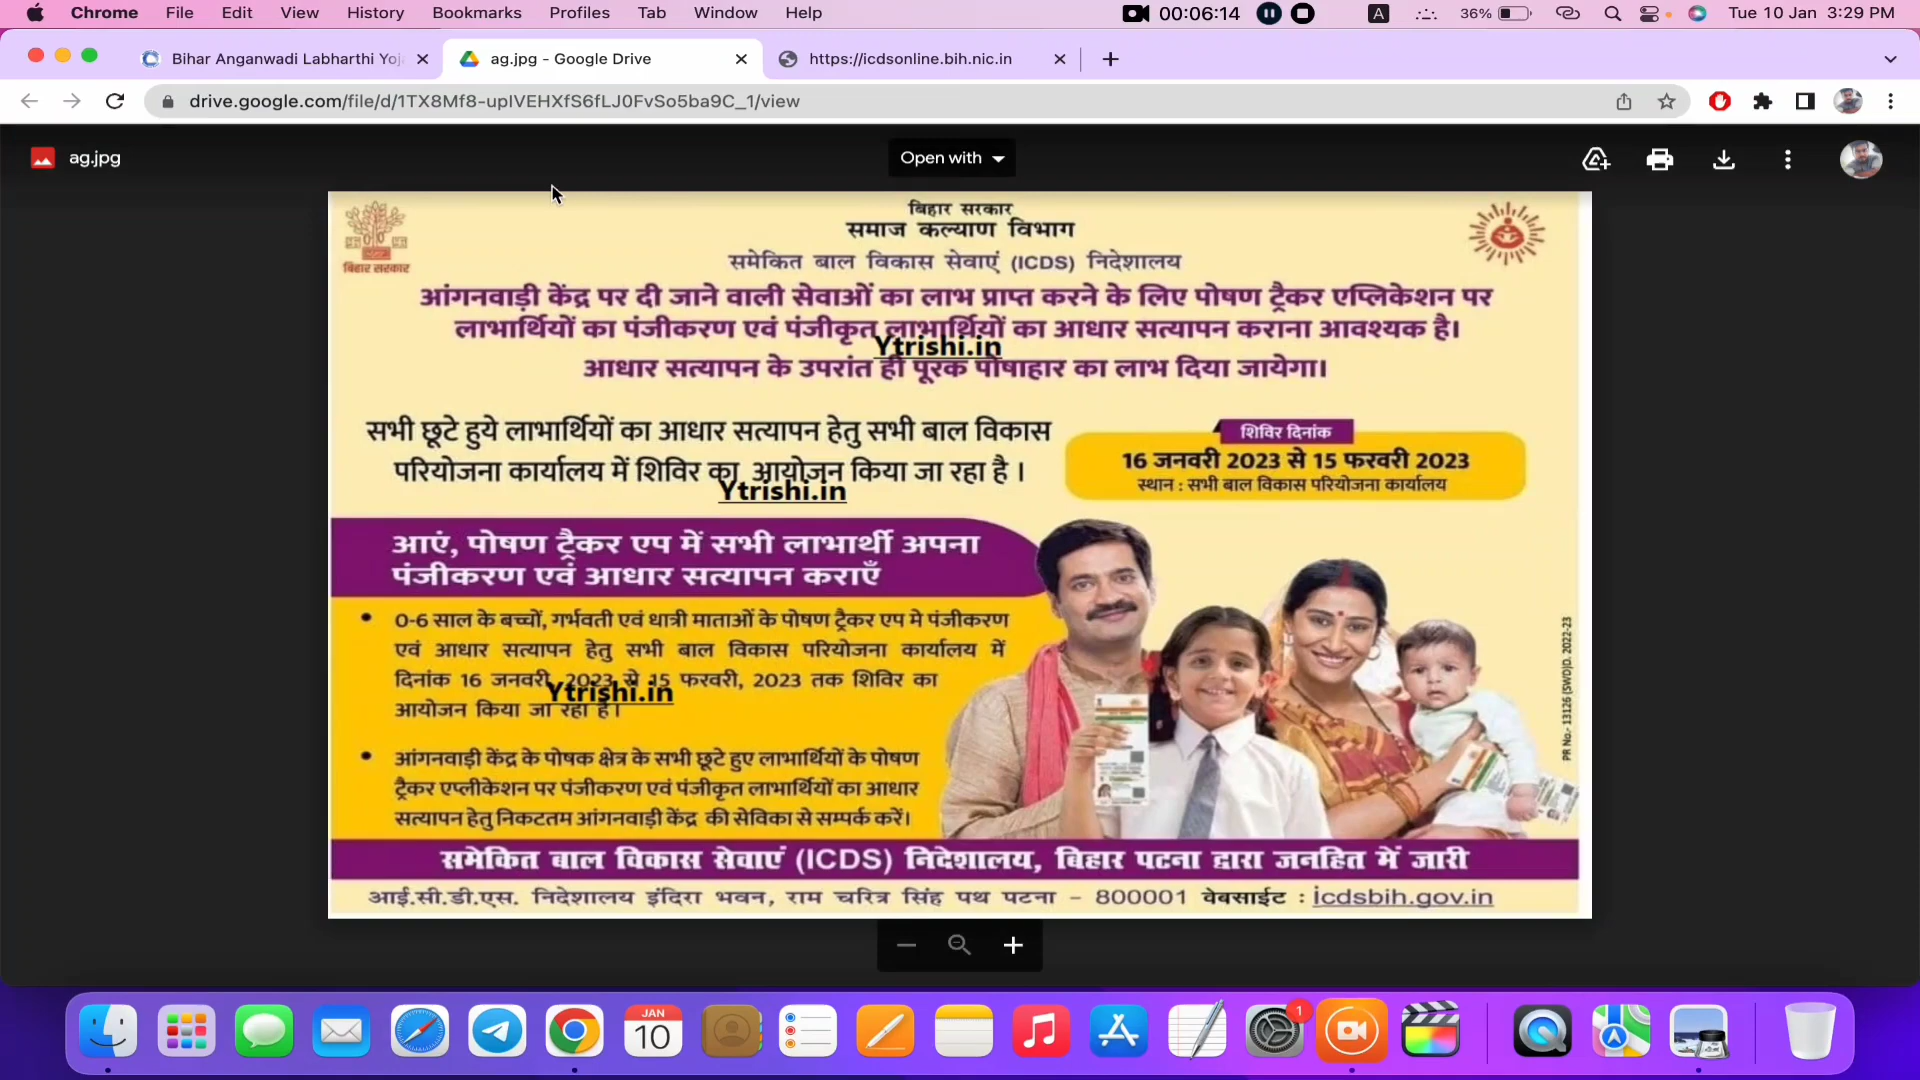 Chrome File Edit View History Bookmarks Profiles Tab Window Help 00:06:14 A 36% Tue 10 Jan 3:29 PM
Bihar Anganwadi Labharthi Yoj ag.jpg - Google Drive https://icdsonline.bih.nic.in
drive.google.com/file/d/1TX8Mf8-upIVEHXfS6fLJ0FvSo5ba9C_1/view
ag.jpg Open with
बिहार सरकार
समाज कल्याण विभाग
बिहार सरकार
समेकित बाल विकास सेवाएं (ICDS) निदेशालय
आंगनवाड़ी केंद्र पर दी जाने वाली सेवाओं का लाभ प्राप्त करने के लिए पोषण ट्रैकर एप्लिकेशन पर
लाभार्थियों का पंजीकरण एवं पंजीकृत लाभार्थियों का आधार सत्यापन कराना आवश्यक है।
Ytrishi.in
आधार सत्यापन के उपरांत ही पूरक पोषाहार का लाभ दिया जायेगा।
सभी छूटे हुये लाभार्थियों का आधार सत्यापन हेतु सभी बाल विकास
परियोजना कार्यालय में शिविर का आयोजन किया जा रहा है ।
Ytrishi.in
शिविर दिनांक
16 जनवरी 2023 से 15 फरवरी 2023
स्थान : सभी बाल विकास परियोजना कार्यालय
आएं, पोषण ट्रैकर एप में सभी लाभार्थी अपना
पंजीकरण एवं आधार सत्यापन कराएँ
• 0-6 साल के बच्चों, गर्भवती एवं धात्री माताओं के पोषण ट्रैकर एप मे पंजीकरण
एवं आधार सत्यापन हेतु सभी बाल विकास परियोजना कार्यालय में
दिनांक 16 जनवरी, 2023 से 15 फरवरी, 2023 तक शिविर का
Ytrishi.in
आयोजन किया जा रहा है।
• आंगनवाड़ी केंद्र के पोषक क्षेत्र के सभी छूटे हुए लाभार्थियों के पोषण
ट्रैकर एप्लीकेशन पर पंजीकरण एवं पंजीकृत लाभार्थियों का आधार
सत्यापन हेतु निकटतम आंगनवाड़ी केंद्र की सेविका से सम्पर्क करें।
PR No.- 13126 (SWD)D. 2022-23
समेकित बाल विकास सेवाएं (ICDS) निदेशालय, बिहार पटना द्वारा जनहित में जारी
आई.सी.डी.एस. निदेशालय इंदिरा भवन, राम चरित्र सिंह पथ पटना - 800001 वेबसाईट : icdsbih.gov.in
JAN
10
1